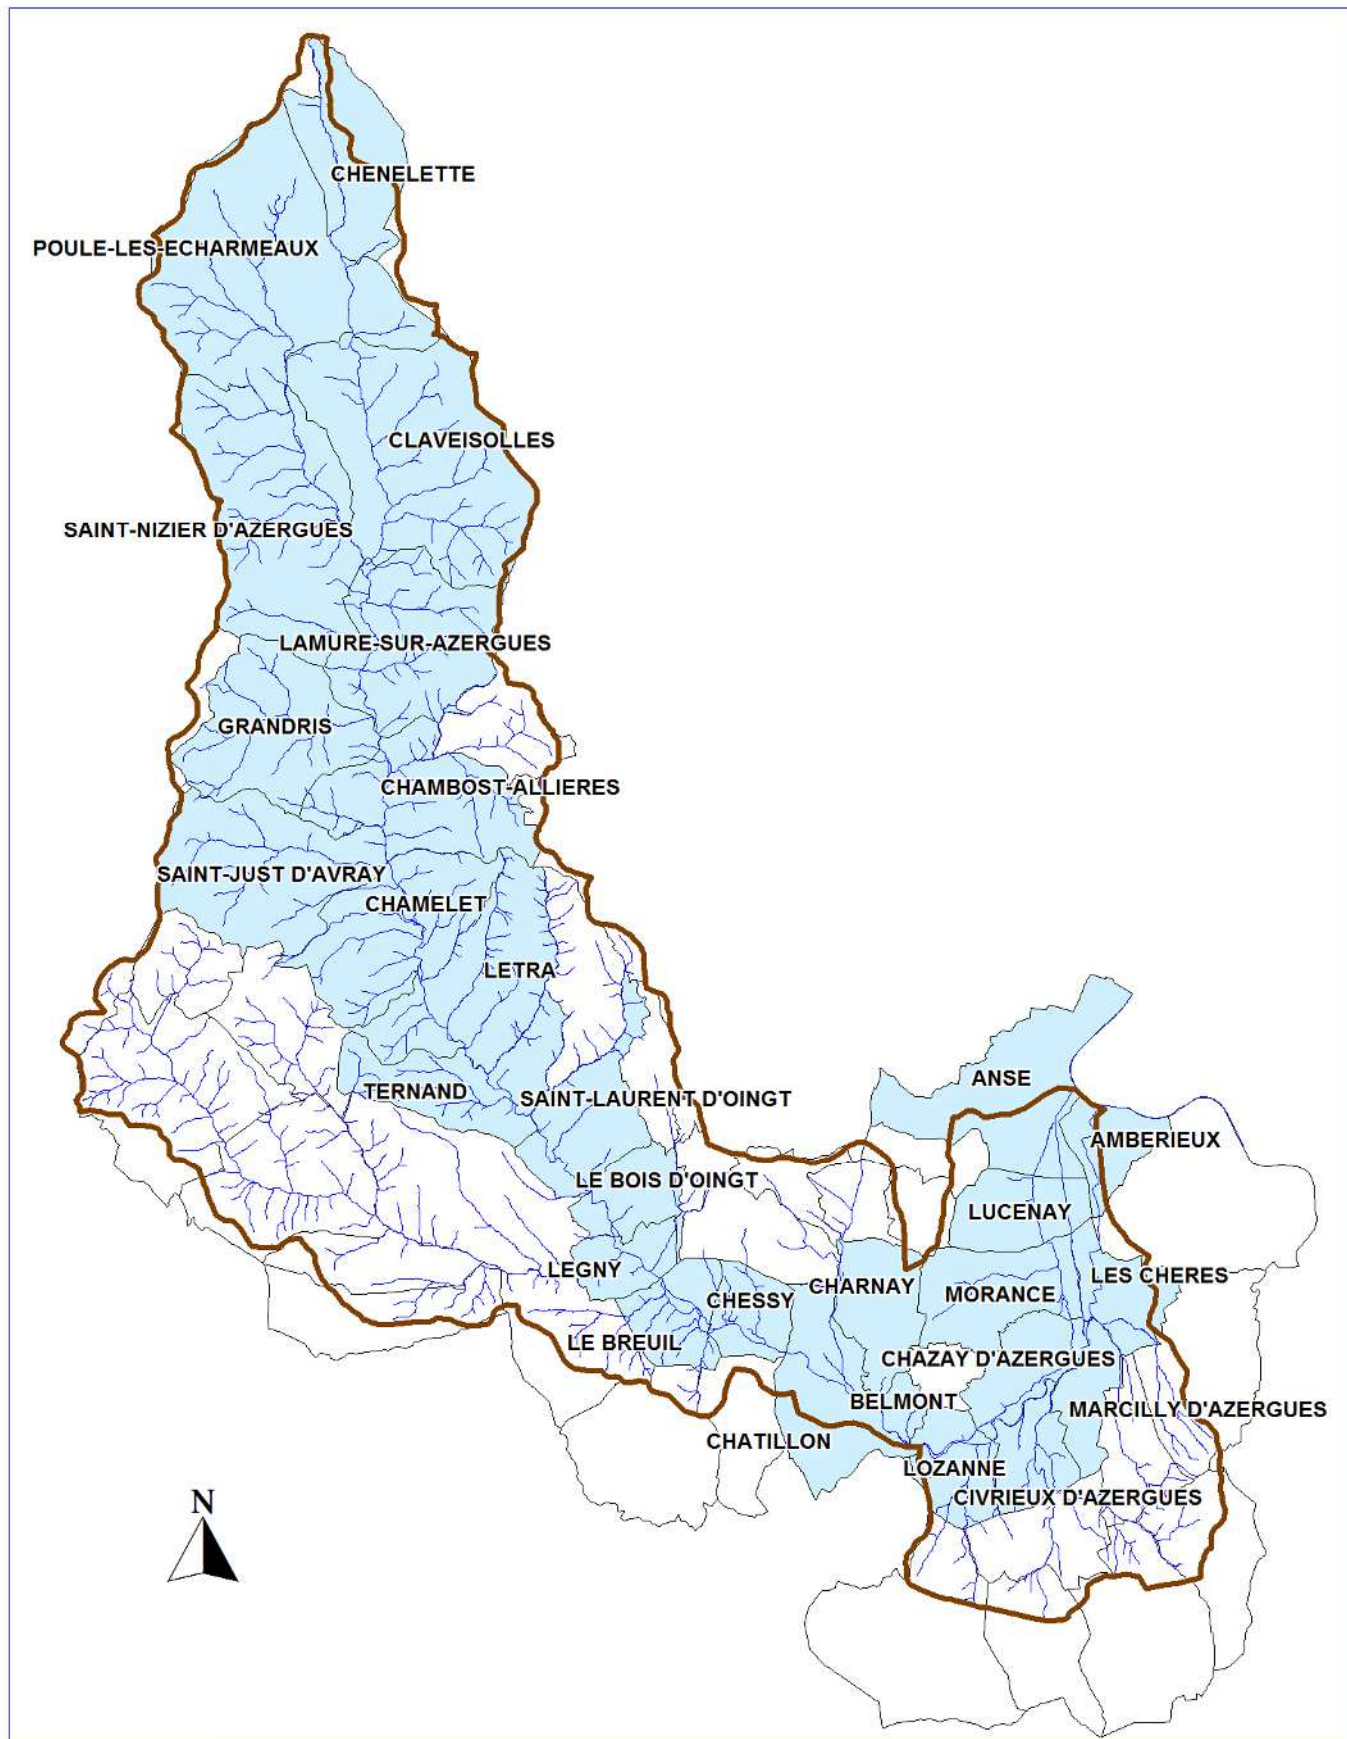 CHENELETTE
POULE-LES-ECHARMEAUX
CLAVEISOLLES
SAINT-NIZIER D'AZERGUES
LAMURE-SUR-AZERGUES
GRANDRIS
CHAMBOST-ALLIERES
SAINT-JUST D'AVRAY
CHAMELET
LETRA
ANSE
TERNAND
SAINT-LAURENT D'OINGT
AMBERIEUX
LE BOIS D'OINGT
LUCENAY
LEGNY
LES CHERES
CHARNAY
MORANCE
CHESSY
LE BREUIL
CHAZAY D'AZERGUES
BELMONT
MARCILLY D'AZERGUES
CHATILLON
LOZANNE
CIVRIEUX D'AZERGUES
N